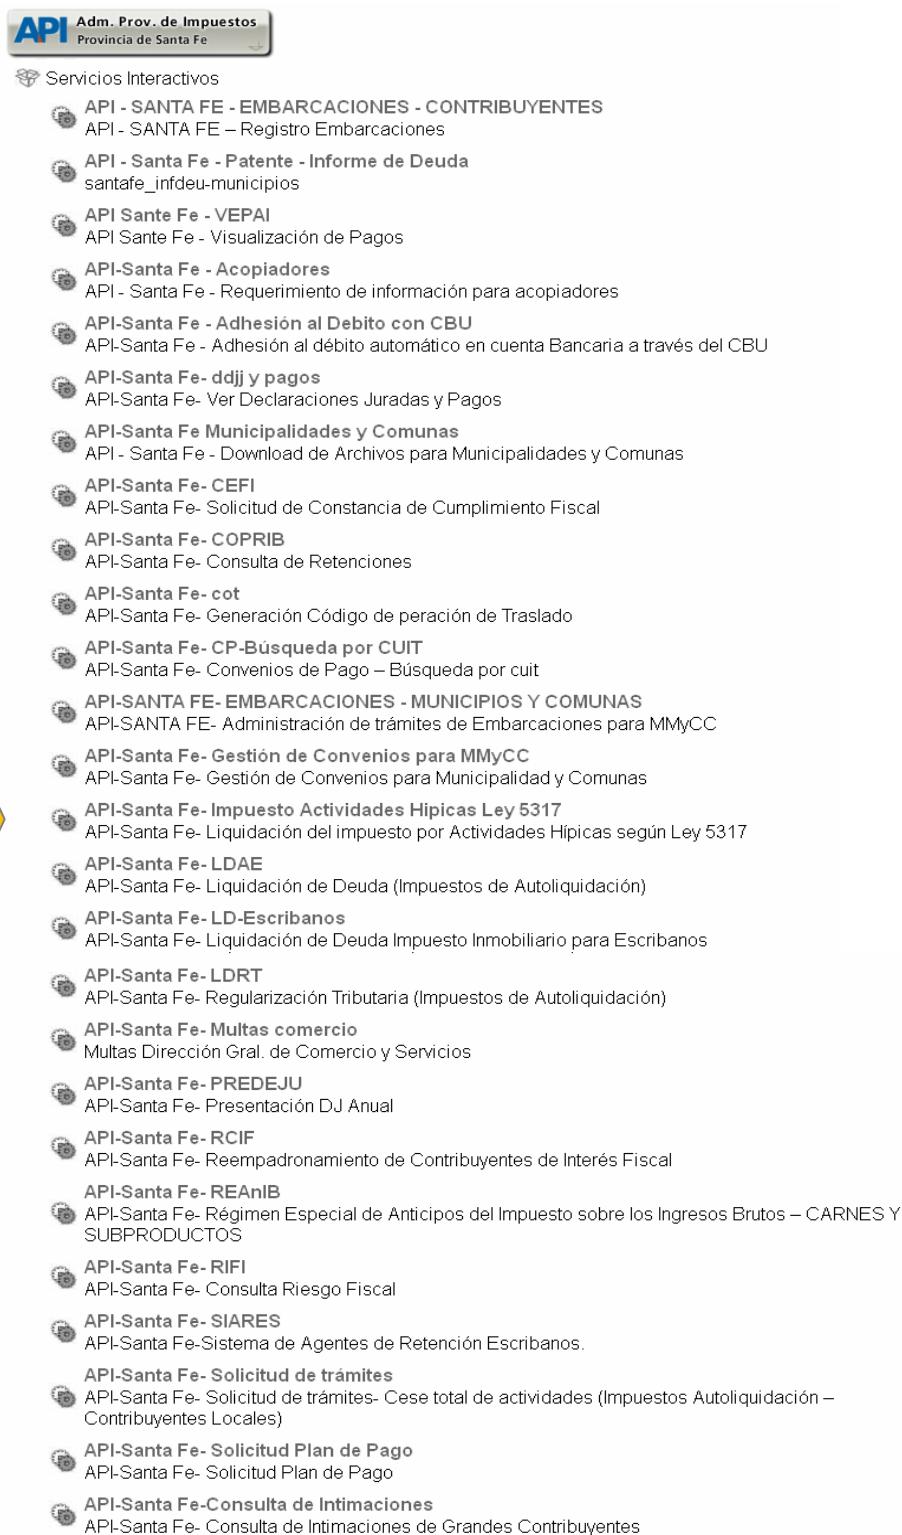 API Adm. Prov. de Impuestos
Provincia de Santa Fe
Servicios Interactivos
API - SANTA FE - EMBARCACIONES - CONTRIBUYENTES
API - SANTA FE – Registro Embarcaciones
API - Santa Fe - Patente - Informe de Deuda
santafe_infdeu-municipios
API Sante Fe - VEPAI
API Sante Fe - Visualización de Pagos
API-Santa Fe - Acopiadores
API - Santa Fe - Requerimiento de información para acopiadores
API-Santa Fe - Adhesión al Debito con CBU
API-Santa Fe - Adhesión al débito automático en cuenta Bancaria a través del CBU
API-Santa Fe- ddjj y pagos
API-Santa Fe- Ver Declaraciones Juradas y Pagos
API-Santa Fe Municipalidades y Comunas
API - Santa Fe - Download de Archivos para Municipalidades y Comunas
API-Santa Fe- CEFI
API-Santa Fe- Solicitud de Constancia de Cumplimiento Fiscal
API-Santa Fe- COPRIB
API-Santa Fe- Consulta de Retenciones
API-Santa Fe- cot
API-Santa Fe- Generación Código de peración de Traslado
API-Santa Fe- CP-Búsqueda por CUIT
API-Santa Fe- Convenios de Pago – Búsqueda por cuit
API-SANTA FE- EMBARCACIONES - MUNICIPIOS Y COMUNAS
API-SANTA FE- Administración de trámites de Embarcaciones para MMyCC
API-Santa Fe- Gestión de Convenios para MMyCC
API-Santa Fe- Gestión de Convenios para Municipalidad y Comunas
API-Santa Fe- Impuesto Actividades Hipicas Ley 5317
API-Santa Fe- Liquidación del impuesto por Actividades Hípicas según Ley 5317
API-Santa Fe- LDAE
API-Santa Fe- Liquidación de Deuda (Impuestos de Autoliquidación)
API-Santa Fe- LD-Escribanos
API-Santa Fe- Liquidación de Deuda Impuesto Inmobiliario para Escribanos
API-Santa Fe- LDRT
API-Santa Fe- Regularización Tributaria (Impuestos de Autoliquidación)
API-Santa Fe- Multas comercio
Multas Dirección Gral. de Comercio y Servicios
API-Santa Fe- PREDEJU
API-Santa Fe- Presentación DJ Anual
API-Santa Fe- RCIF
API-Santa Fe- Reempadronamiento de Contribuyentes de Interés Fiscal
API-Santa Fe- REAnIB
API-Santa Fe- Régimen Especial de Anticipos del Impuesto sobre los Ingresos Brutos – CARNES Y
SUBPRODUCTOS
API-Santa Fe- RIFI
API-Santa Fe- Consulta Riesgo Fiscal
API-Santa Fe- SIARES
API-Santa Fe-Sistema de Agentes de Retención Escribanos.
API-Santa Fe- Solicitud de trámites
API-Santa Fe- Solicitud de trámites- Cese total de actividades (Impuestos Autoliquidación –
Contribuyentes Locales)
API-Santa Fe- Solicitud Plan de Pago
API-Santa Fe- Solicitud Plan de Pago
API-Santa Fe-Consulta de Intimaciones
API-Santa Fe- Consulta de Intimaciones de Grandes Contribuyentes